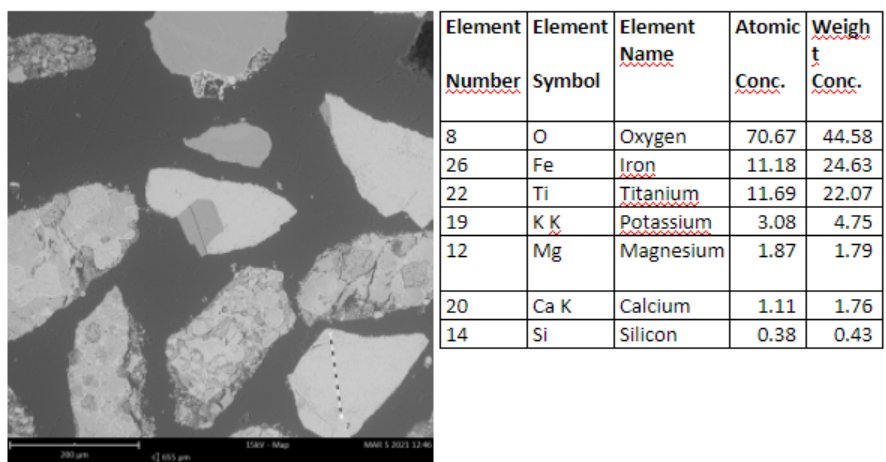 Element Element Element Atomic Weigh
Name t
Number Symbol Conc. Conc.
8 O Oxygen 70.67 44.58
26 Fe Iron 11.18 24.63
22 Ti Titanium 11.69 22.07
19 K K Potassium 3.08 4.75
12 Mg Magnesium 1.87 1.79
20 Ca K Calcium 1.11 1.76
14 Si Silicon 0.38 0.43
15kV - Map MAR 5 2021 12:46
200 µm 655 µm